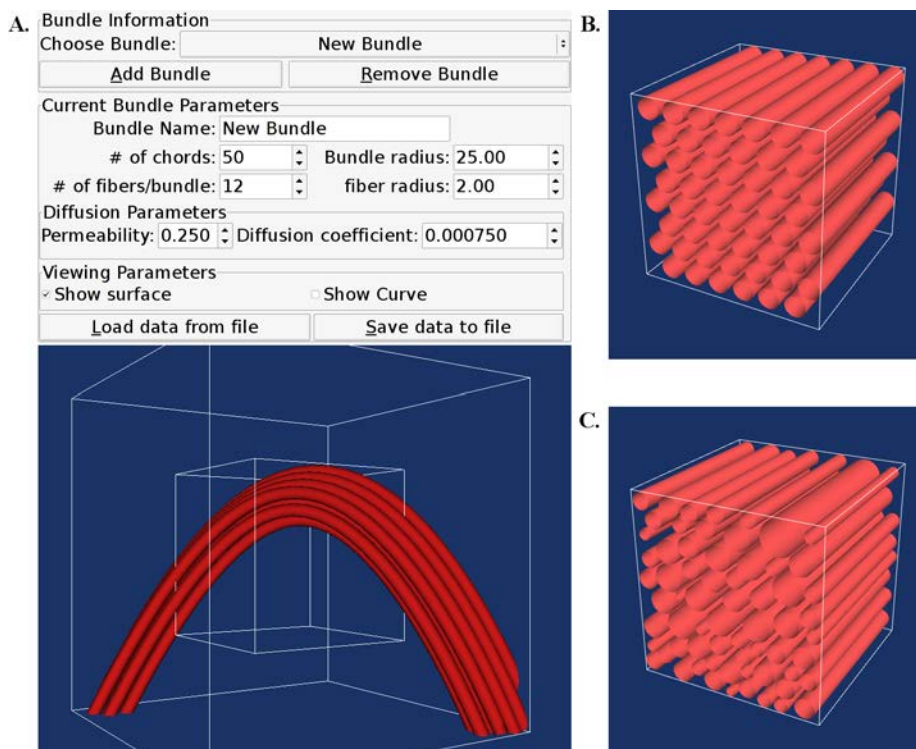 A.
Bundle Information
Choose Bundle: New Bundle
Add Bundle Remove Bundle
Current Bundle Parameters
Bundle Name: New Bundle
# of chords: 50 Bundle radius: 25.00
# of fibers/bundle: 12 fiber radius: 2.00
Diffusion Parameters
Permeability: 0.250 Diffusion coefficient: 0.000750
Viewing Parameters
Show surface Show Curve
Load data from file Save data to file
B.
C.